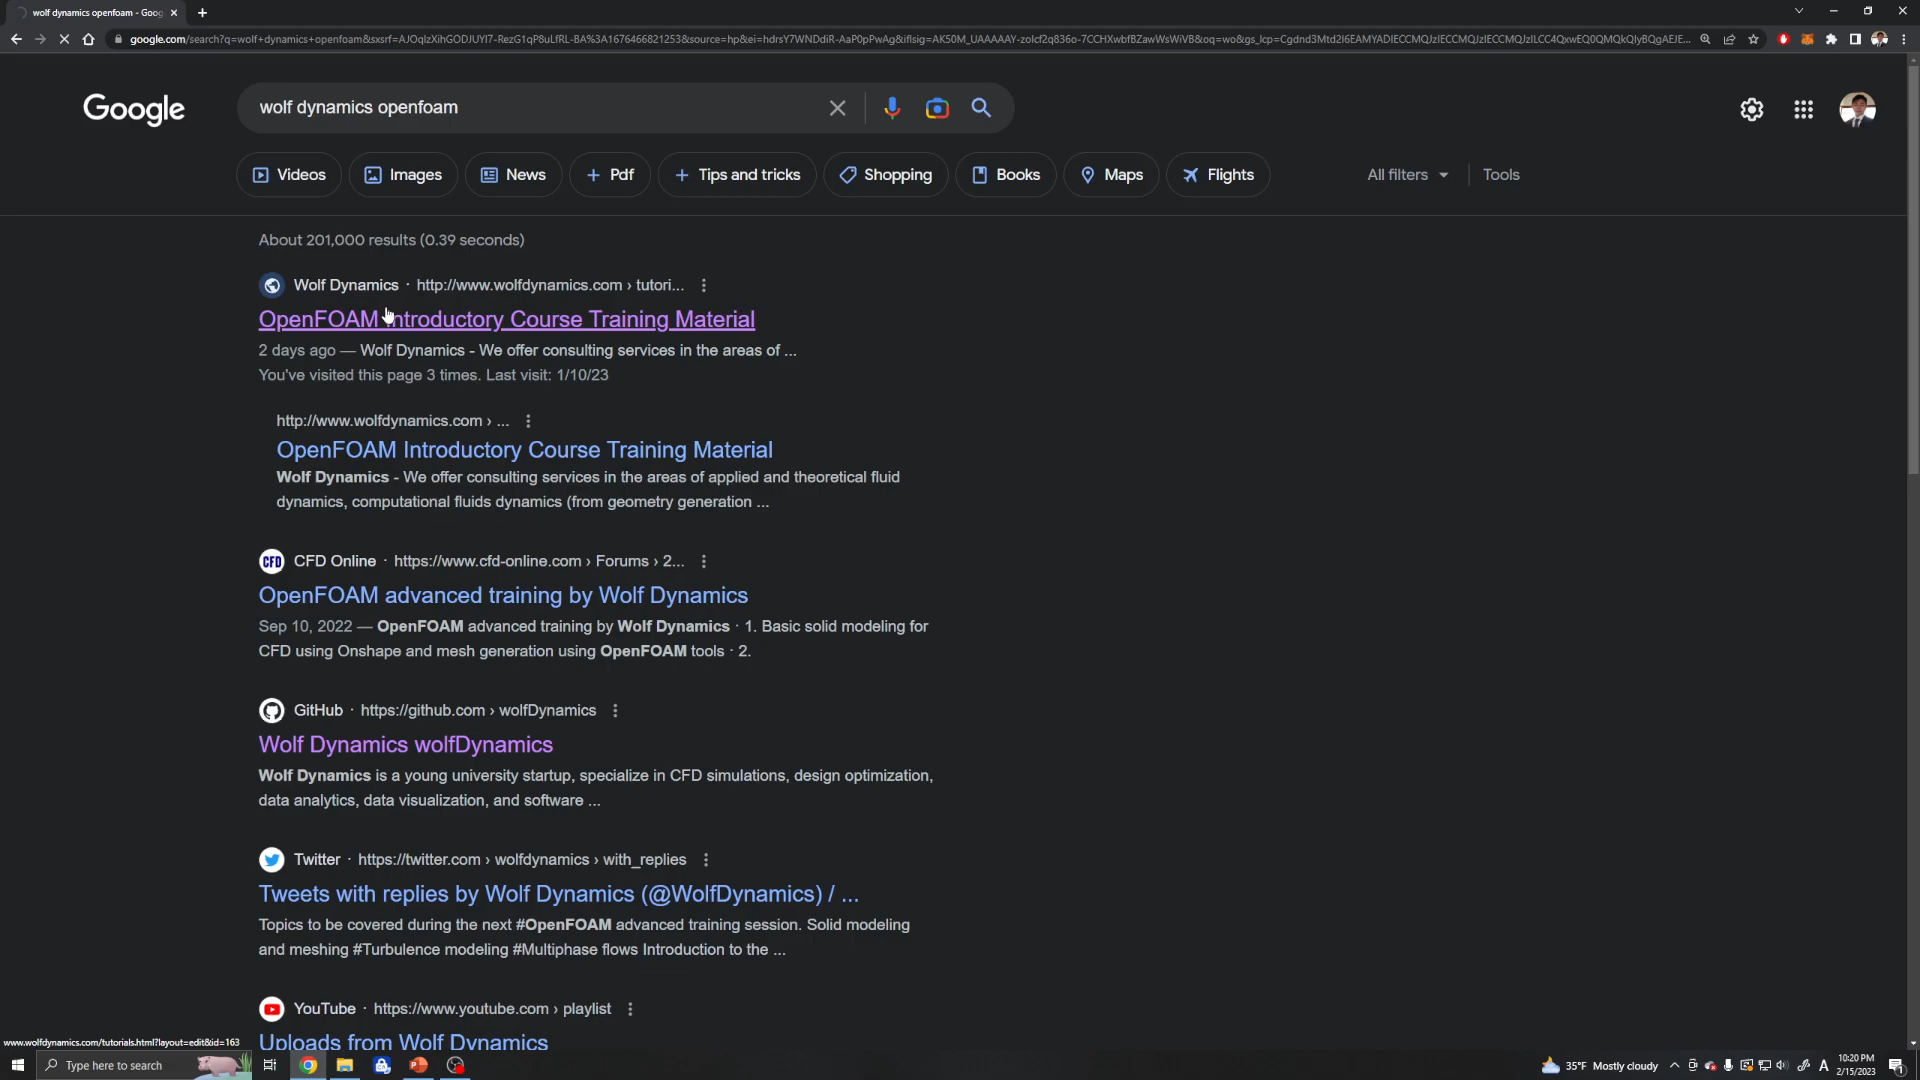 wolf dynamics openfoam - Goog
Google
wolf dynamics openfoam
Videos
Images
News
Pdf
Tips and tricks
Shopping
Books
Maps
Flights
All filters
Tools
About 201,000 results (0.39 seconds)
Wolf Dynamics · http://www.wolfdynamics.com › tutori...
OpenFOAM Introductory Course Training Material
2 days ago — Wolf Dynamics - We offer consulting services in the areas of ...
You've visited this page 3 times. Last visit: 1/10/23
http://www.wolfdynamics.com › ...
OpenFOAM Introductory Course Training Material
Wolf Dynamics - We offer consulting services in the areas of applied and theoretical fluid
dynamics, computational fluids dynamics (from geometry generation ...
CFD
CFD Online · https://www.cfd-online.com › Forums › 2...
OpenFOAM advanced training by Wolf Dynamics
Sep 10, 2022 — OpenFOAM advanced training by Wolf Dynamics · 1. Basic solid modeling for
CFD using Onshape and mesh generation using OpenFOAM tools · 2.
GitHub · https://github.com › wolfDynamics
Wolf Dynamics wolfDynamics
Wolf Dynamics is a young university startup, specialize in CFD simulations, design optimization,
data analytics, data visualization, and software ...
Twitter · https://twitter.com › wolfdynamics › with_replies
Tweets with replies by Wolf Dynamics (@WolfDynamics) / ...
Topics to be covered during the next #OpenFOAM advanced training session. Solid modeling
and meshing #Turbulence modeling #Multiphase flows Introduction to the ...
YouTube · https://www.youtube.com › playlist
Uploads from Wolf Dynamics
www.wolfdynamics.com/tutorials.html?layout=edit&id=163
Type here to search
35°F Mostly cloudy
A
10:20 PM
2/15/2023
1